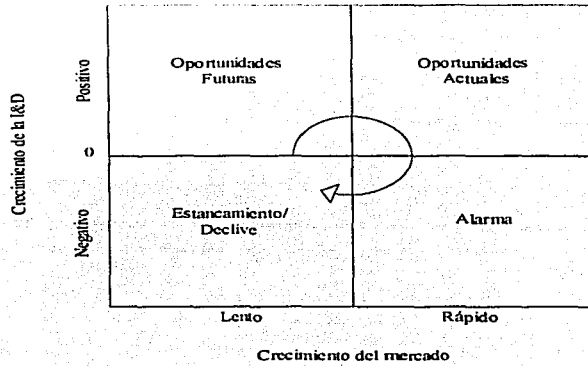 Oportunidades
Futuras
Oportunidades
Actuales
Crecimiento de la I&D
Positivo
0
Negativo
Estancamiento/
Declive
Alarma
Lento
Rápido
Crecimiento del mercado